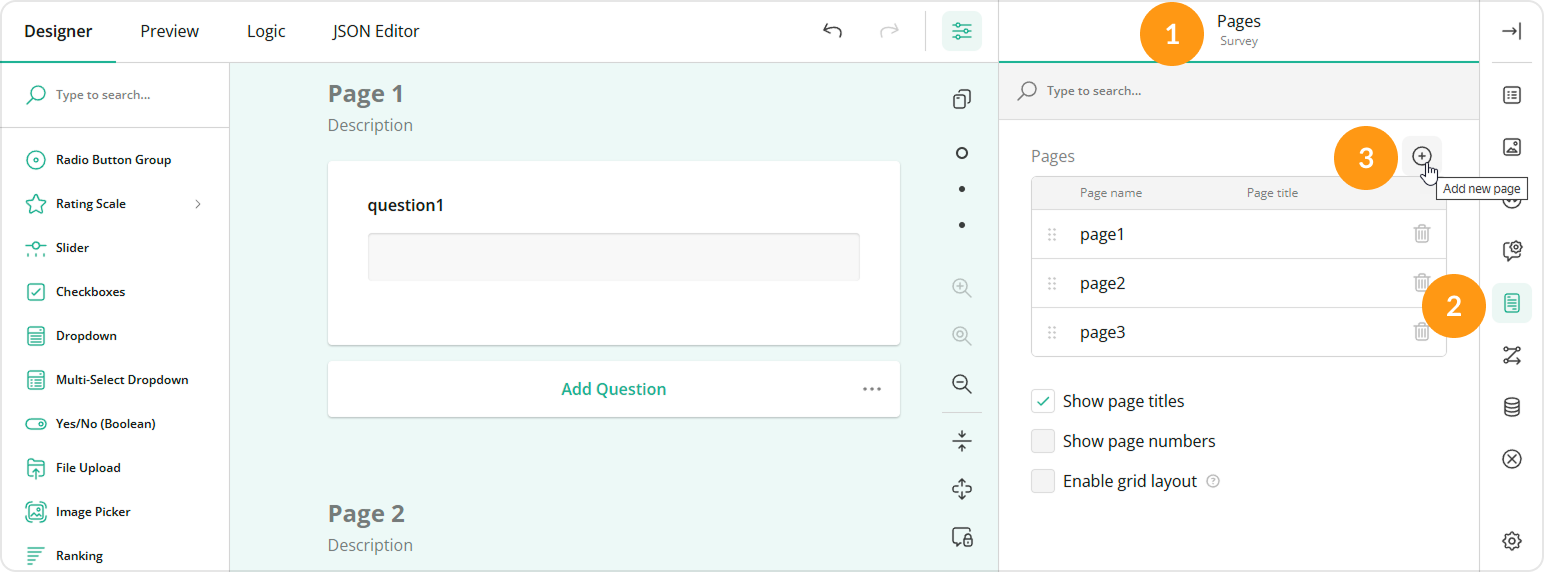 Designer
Preview
Logic
JSON Editor
1
Pages
Survey
Type to search...
Radio Button Group
Rating Scale
Slider
Checkboxes
Dropdown
Multi-Select Dropdown
Yes/No (Boolean)
File Upload
Image Picker
Ranking
Page 1
Description
question1
Add Question
Page 2
Description
Type to search...
Pages
3
Add new page
Page name
Page title
page1
page2
2
page3
Show page titles
Show page numbers
Enable grid layout
?